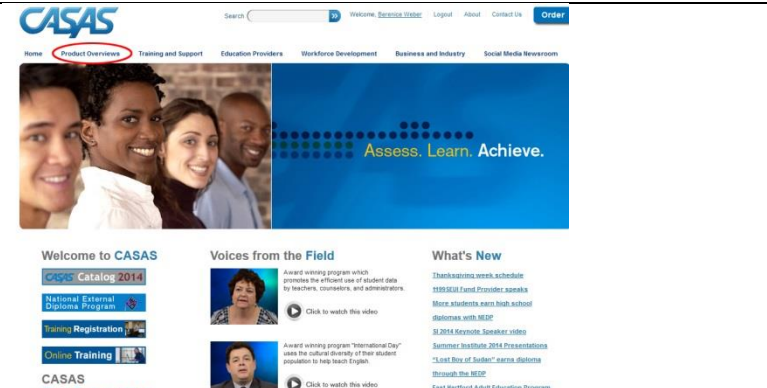 CASAS
Search
Welcome, Berenice Weber Logout About Contact Us Order
Home Product Overviews Training and Support Education Providers Workforce Development Business and Industry Social Media Newsroom
Assess. Learn. Achieve.
Welcome to CASAS
CASAS Catalog 2014
National External
Diploma Program
Training Registration
Online Training
CASAS
Voices from the Field
Award winning program which
promotes the efficient use of student data
by teachers, counselors, and administrators.
Click to watch this video
Award winning program "International Day"
uses the cultural diversity of their student
population to help teach English.
Click to watch this video
What's New
Thanksgiving week schedule
Fund Provider speaks
More students earn high school
diplomas with NEDP
SI 2014 Keynote Speaker video
Summer Institute 2014 Presentations
"Lost Boy of Sudan" earns diploma
through the NEDP
East Hartford Adult Education Program